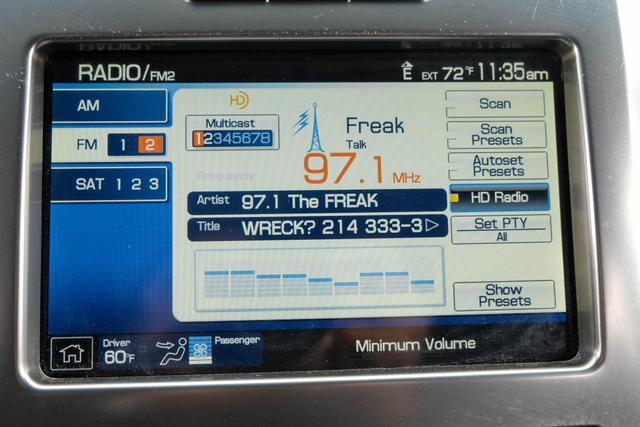 RADIO/FM2
E EXT 72°F 11:35am
AM
FM 1 2
SAT 1 2 3
HD
Multicast
12345678
Freak
Talk
Frequency
97.1 MHz
Artist 97.1 The FREAK
Title WRECK? 214 333-3
Scan
Scan
Presets
Autoset
Presets
HD Radio
Set PTY
All
Show
Presets
Driver
60°F
Passenger
Minimum Volume